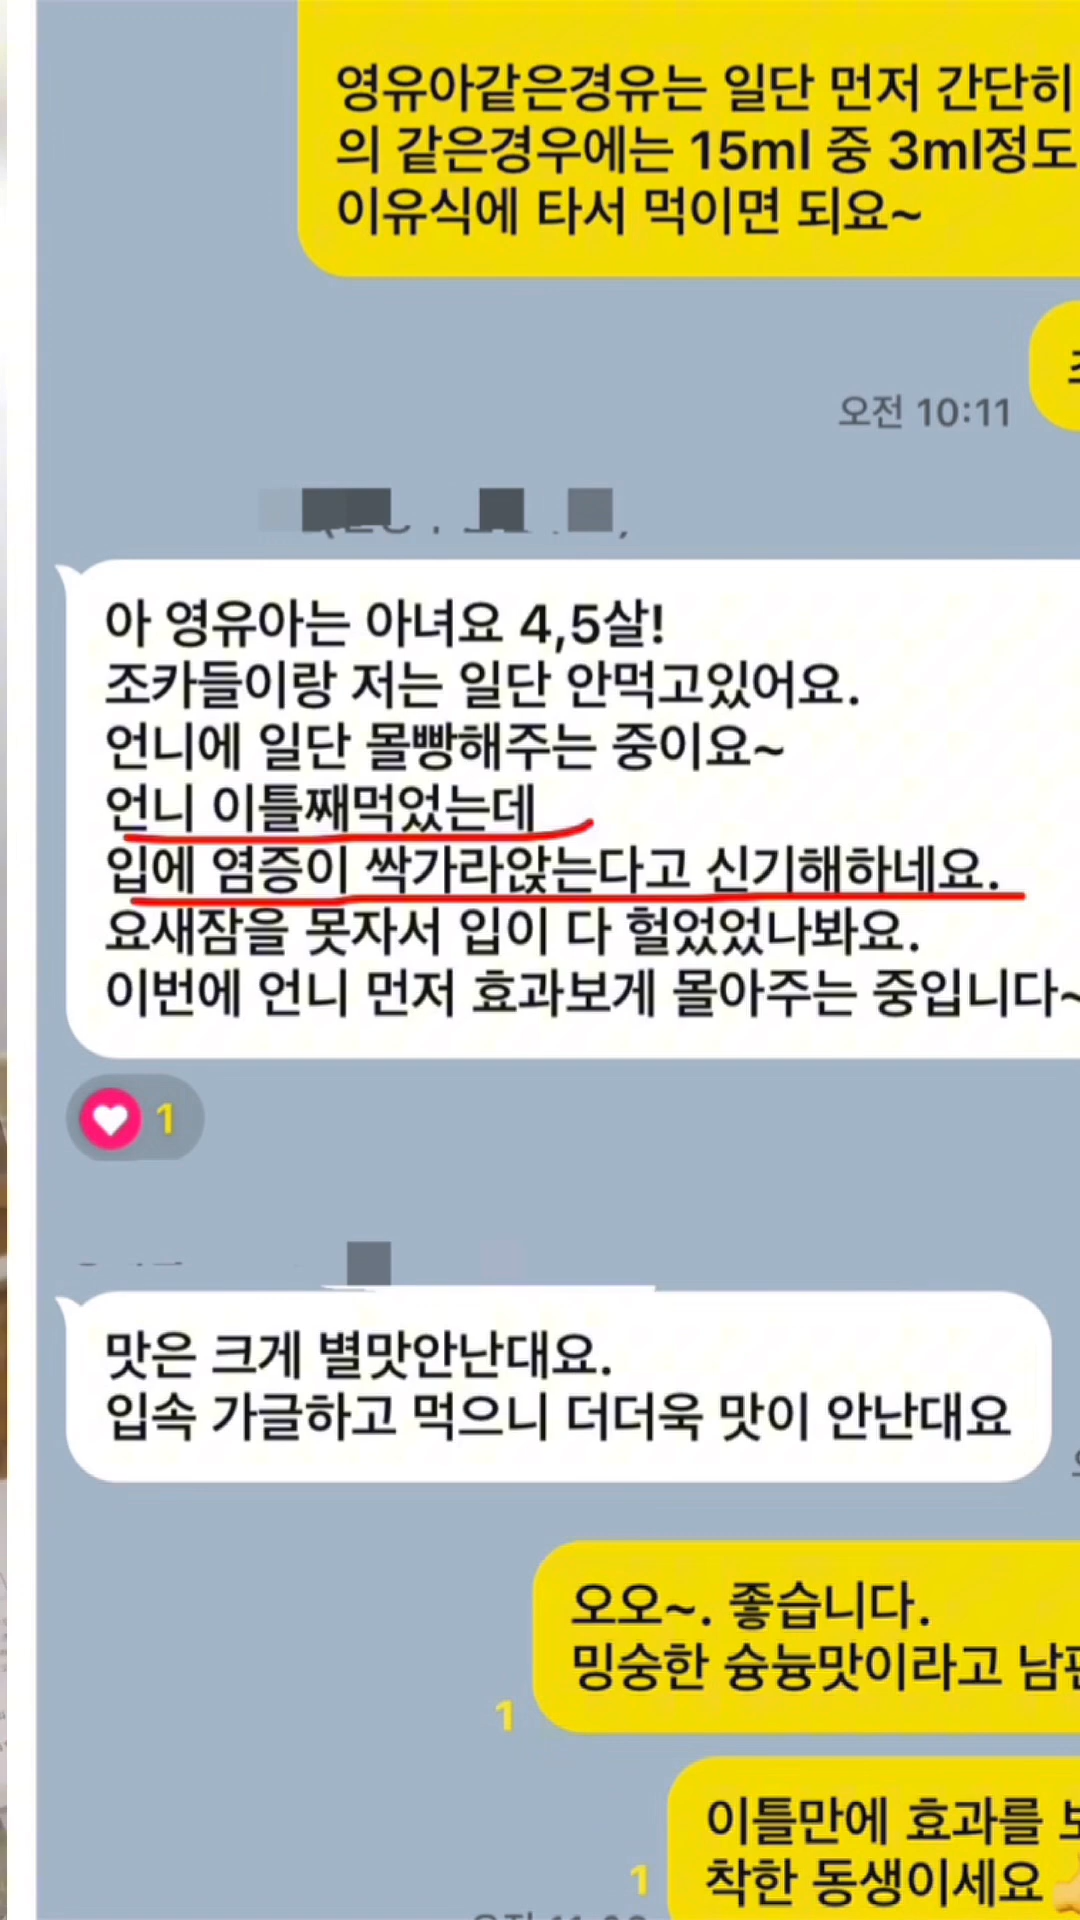 영유아같은경유는 일단 먼저 간단히
의 같은경우에는 15ml 중 3ml정도
이유식에 타서 먹이면 되요~
오전 10:11
아 영유아는 아녀요 4,5살!
조카들이랑 저는 일단 안먹고있어요.
언니에 일단 몰빵해주는 중이요~
언니 이틀째먹었는데
입에 염증이 싹가라앉는다고 신기해하네요.
요새잠을 못자서 입이 다 헐었었나봐요.
이번에 언니 먼저 효과보게 몰아주는 중입니다~
1
맛은 크게 별맛안난대요.
입속 가글하고 먹으니 더더욱 맛이 안난대요
오오~. 좋습니다.
밍숭한 슝늉맛이라고
1
이틀만에 효과를
착한 동생이세요
1